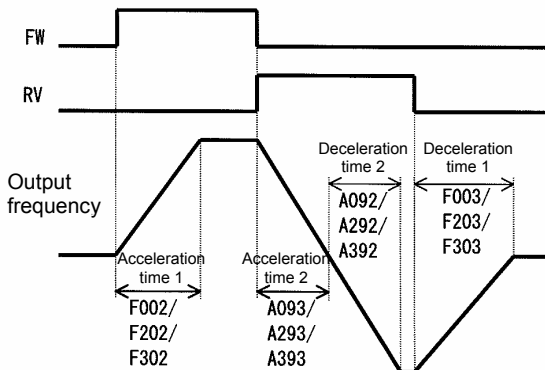 FW
RV
Output
frequency
Acceleration
time 1
F002/
F202/
F302
Acceleration
time 2
A093/
A293/
A393
Deceleration
time 2
A092/
A292/
A392
Deceleration
time 1
F003/
F203/
F303